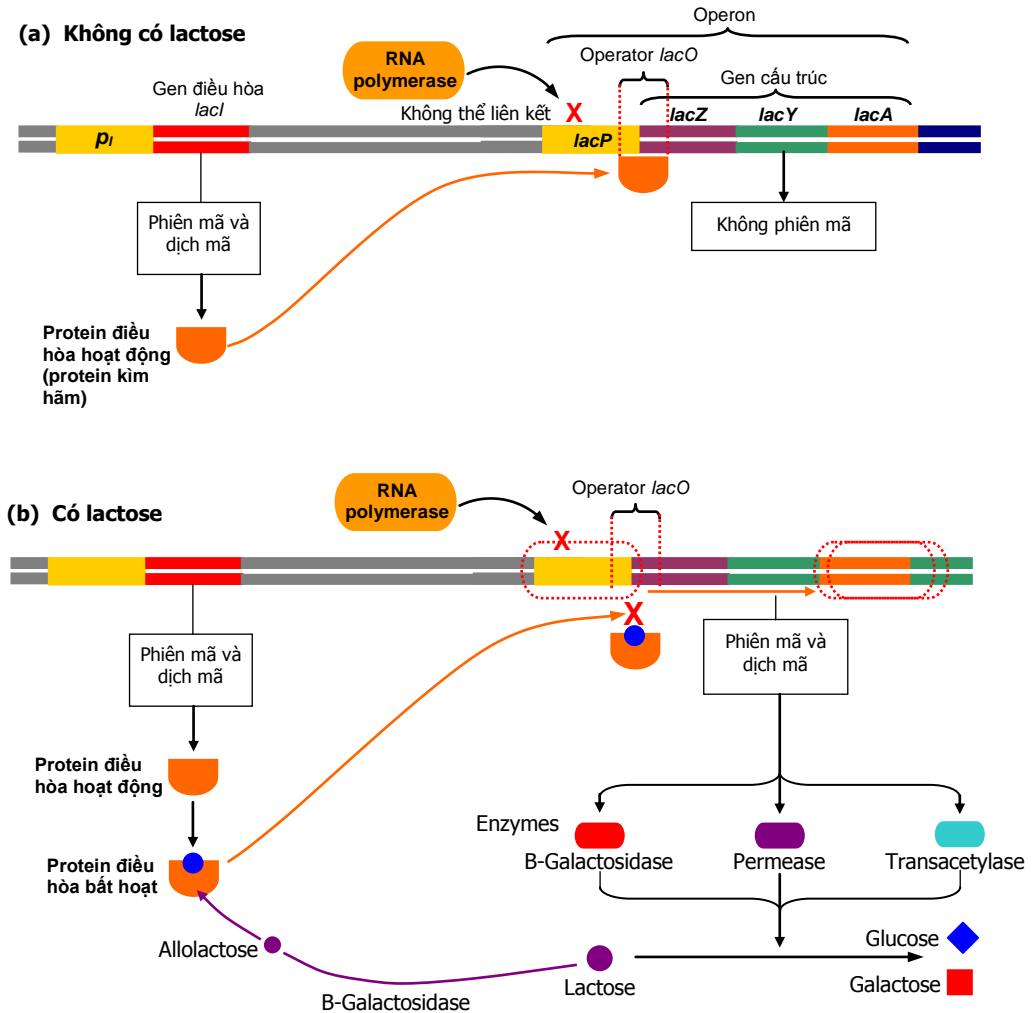 (a) Không có lactose
Operon
RNA
polymerase
Operator lacO
Gen điều hòa
lacI
Gen cấu trúc
Không thể liên kết
X
lacZ
lacY
lacA
pI
lacP
Phiên mã và
dịch mã
Không phiên mã
Protein điều
hòa hoạt động
(protein kìm
hãm)
(b) Có lactose
RNA
polymerase
Operator lacO
X
X
Phiên mã và
dịch mã
Phiên mã và
dịch mã
Protein điều
hòa hoạt động
Enzymes
B-Galactosidase
Permease
Transacetylase
Protein điều
hòa bất hoạt
Allolactose
B-Galactosidase
Lactose
Glucose
Galactose